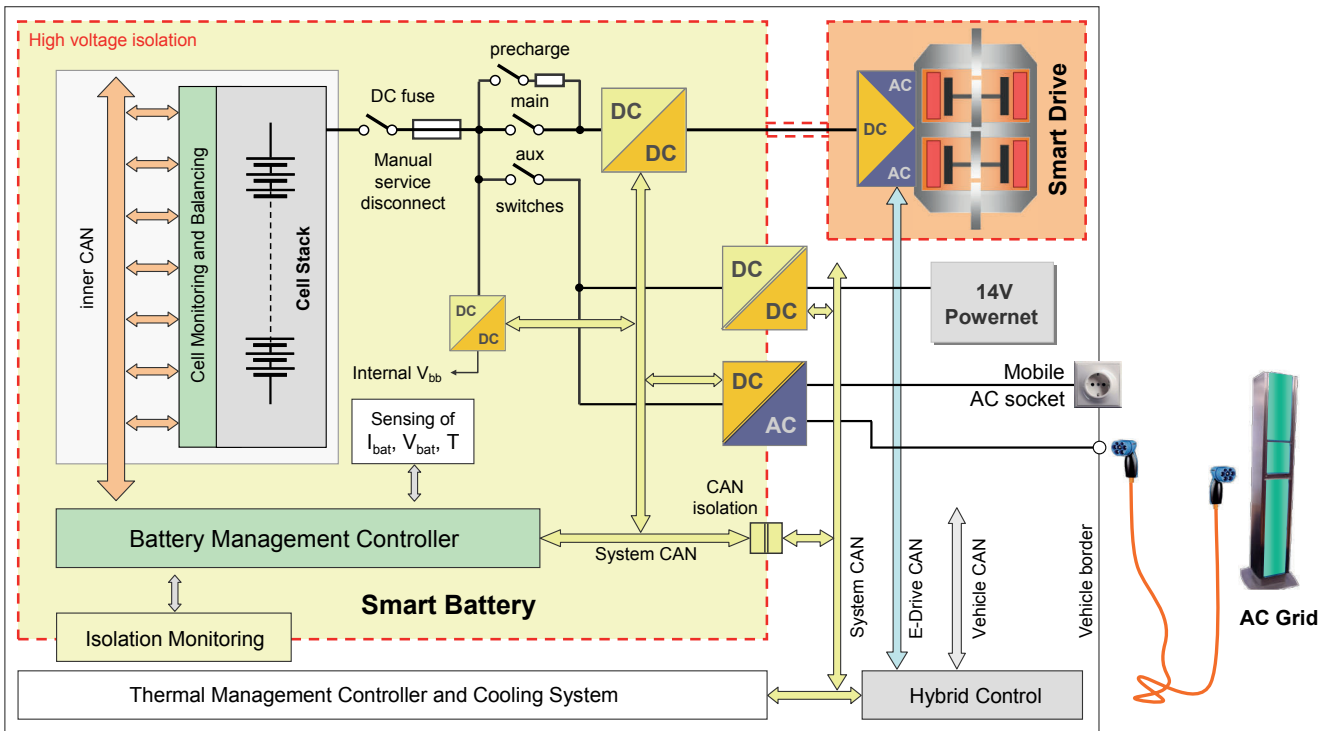 High voltage isolation
precharge
DC fuse
main
Manual
service
disconnect
aux
switches
inner CAN
Cell Monitoring and Balancing
Cell Stack
DC
DC
DC
AC
AC
Smart Drive
DC
DC
Internal Vbb
DC
DC
14V
Powernet
DC
AC
Mobile
AC socket
Sensing of
Ibat, Vbat, T
CAN
isolation
Battery Management Controller
System CAN
Smart Battery
Isolation Monitoring
System CAN
E-Drive CAN
Vehicle CAN
Vehicle border
AC Grid
Thermal Management Controller and Cooling System
Hybrid Control